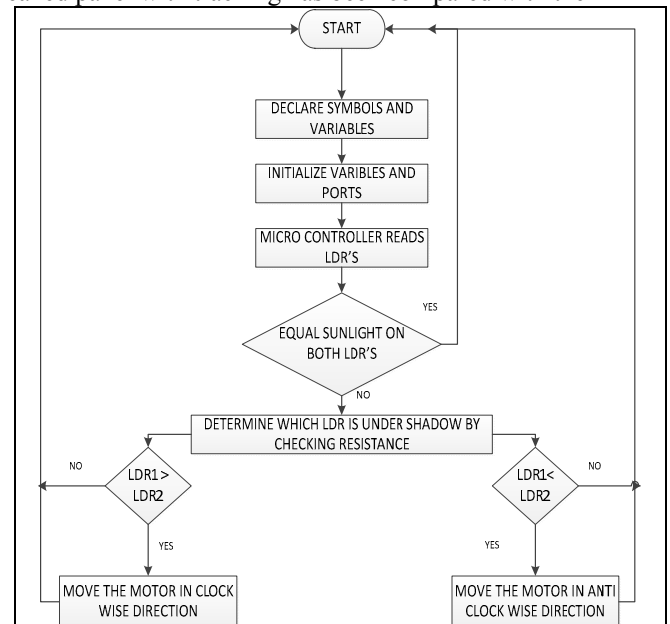 START
DECLARE SYMBOLS AND
VARIABLES
INITIALIZE VARIBLES AND
PORTS
MICRO CONTROLLER READS
LDR'S
YES
EQUAL SUNLIGHT ON
BOTH LDR'S
NO
DETERMINE WHICH LDR IS UNDER SHADOW BY
CHECKING RESISTANCE
NO
LDR1 >
LDR2
LDR1<
LDR2
NO
YES
YES
MOVE THE MOTOR IN CLOCK
WISE DIRECTION
MOVE THE MOTOR IN ANTI
CLOCK WISE DIRECTION